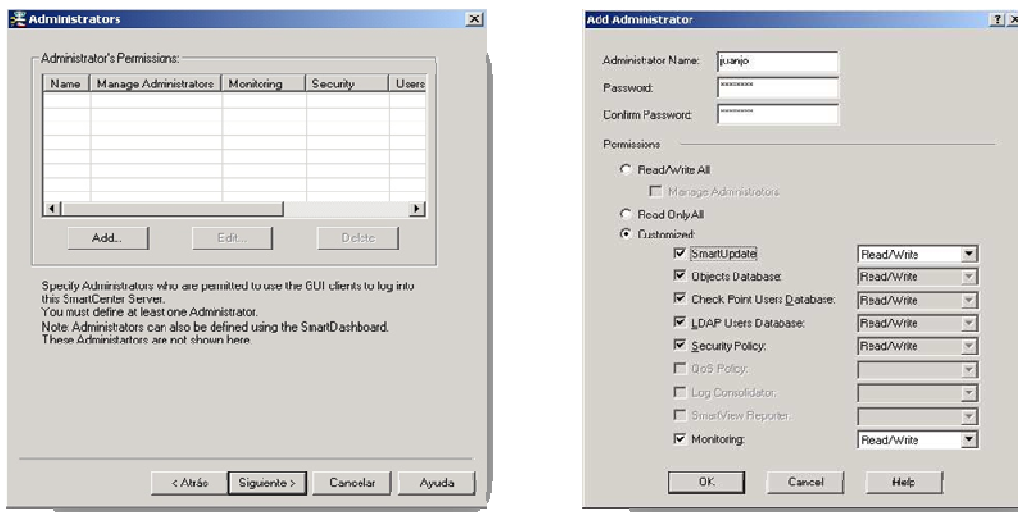 Administrators
Administrator's Permissions:
Name Manage Administrators Monitoring Security Users
Add... Edit... Delete
Specify Administrators who are permitted to use the GUI clients to log into
this SmartCenter Server.
You must define at least one Administrator.
Note: Administrators can also be defined using the SmartDashboard.
These Administartors are not shown here.
< Atrás Siguiente > Cancelar Ayuda
Add Administrator
Administrator Name: juanjo
Password: ********
Confirm Password: ********
Permissions
Read/Write All
Manage Administrators
Read Only All
Customized:
SmartUpdate Read/Write
Objects Database: Read/Write
Check Point Users Database: Read/Write
LDAP Users Database: Read/Write
Security Policy: Read/Write
QoS Policy:
Log Consolidator:
SmartView Reporter:
Monitoring: Read/Write
OK Cancel Help